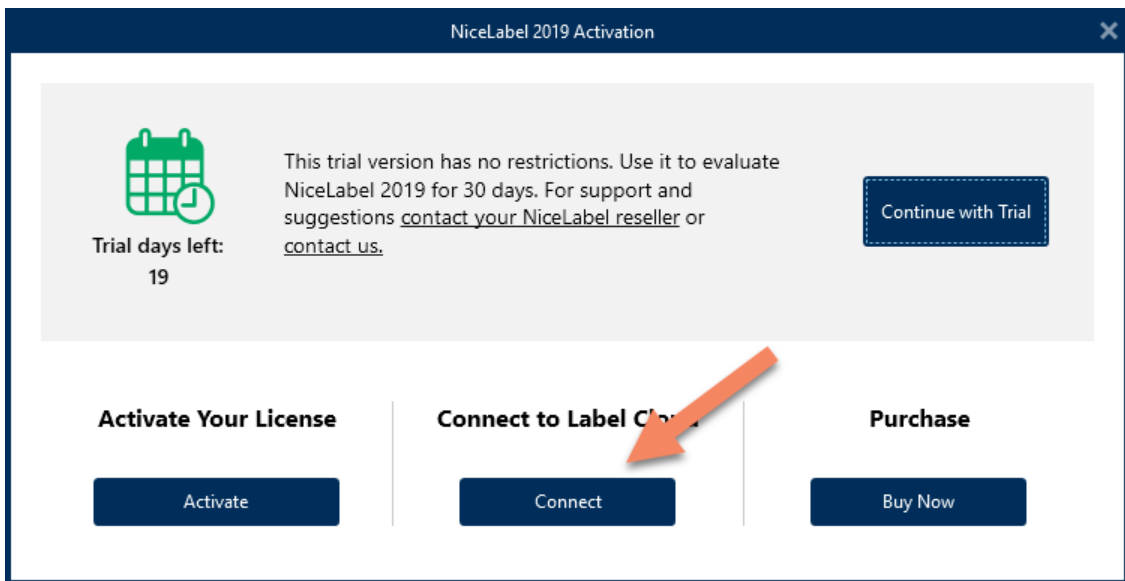 NiceLabel 2019 Activation
This trial version has no restrictions. Use it to evaluate
NiceLabel 2019 for 30 days. For support and
suggestions contact your NiceLabel reseller or
contact us.
Trial days left:
19
Continue with Trial
Activate Your License
Activate
Connect to Label Cloud
Connect
Purchase
Buy Now